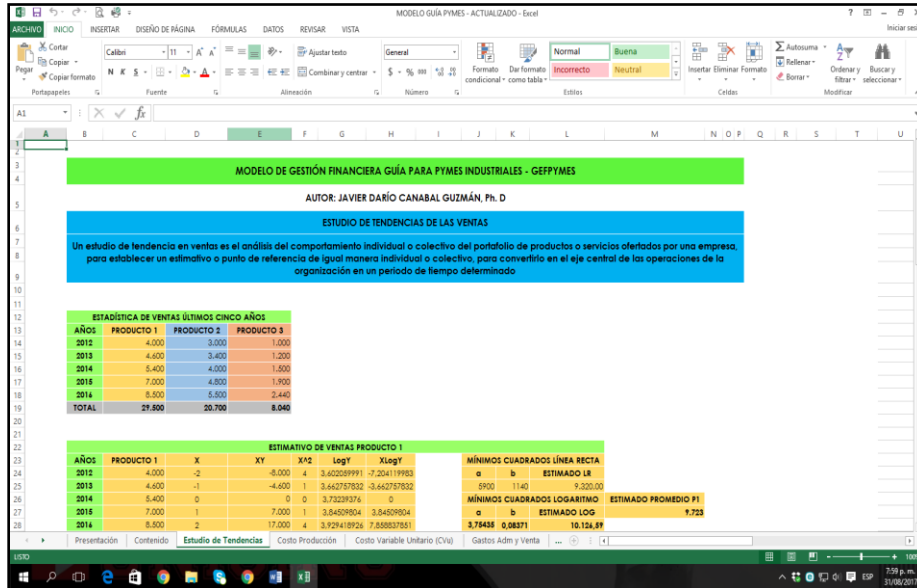 MODELO GUÍA PYMES - ACTUALIZADO - Excel
ARCHIVO INICIO INSERTAR DISEÑO DE PÁGINA FÓRMULAS DATOS REVISAR VISTA
Cortar
Copiar
Copiar formato
Pegar
Portapapeles
Calibri 11
N K S
Fuente
Ajustar texto
Combinar y centrar
Alineación
General
$ % 000
Número
Formato condicional
Dar formato como tabla
Normal Buena
Incorrecto Neutral
Estilos
Insertar Eliminar Formato
Celdas
Autosuma
Rellenar
Borrar
Ordenar y filtrar
Buscar y seleccionar
Modificar
A1 fx
A B C D E F G H I J K L M N O P Q R S T U
MODELO DE GESTIÓN FINANCIERA GUÍA PARA PYMES INDUSTRIALES - GEFPYMES
AUTOR: JAVIER DARÍO CANABAL GUZMÁN, Ph. D
ESTUDIO DE TENDENCIAS DE LAS VENTAS
Un estudio de tendencia en ventas es el análisis del comportamiento individual o colectivo del portafolio de productos o servicios ofertados por una empresa,
para establecer un estimativo o punto de referencia de igual manera individual o colectivo, para convertirlo en el eje central de las operaciones de la
organización en un periodo de tiempo determinado
ESTADÍSTICA DE VENTAS ÚLTIMOS CINCO AÑOS
AÑOS PRODUCTO 1 PRODUCTO 2 PRODUCTO 3
2012 4.000 3.000 1.000
2013 4.600 3.400 1.200
2014 5.400 4.000 1.500
2015 7.000 4.800 1.900
2016 8.500 5.500 2.440
TOTAL 29.500 20.700 8.040
ESTIMATIVO DE VENTAS PRODUCTO 1
AÑOS PRODUCTO 1 X XY X^2 LogY XLogY MÍNIMOS CUADRADOS LÍNEA RECTA
2012 4.000 -2 -8.000 4 3,602059991 -7,204119983 a b ESTIMADO LR
2013 4.600 -1 -4.600 1 3,662757832 -3,662757832 5900 1140 9.320,00
2014 5.400 0 0 0 3,73239376 0 MÍNIMOS CUADRADOS LOGARITMO ESTIMADO PROMEDIO P1
2015 7.000 1 7.000 1 3,84509804 3,84509804 a b ESTIMADO LOG 9.723
2016 8.500 2 17.000 4 3,929418926 7,858837851 3,75435 0,08371 10.126,59
Presentación Contenido Estudio de Tendencias Costo Producción Costo Variable Unitario (CVu) Gastos Adm y Venta ...
LISTO
ESP
7:59 p. m.
31/08/2017